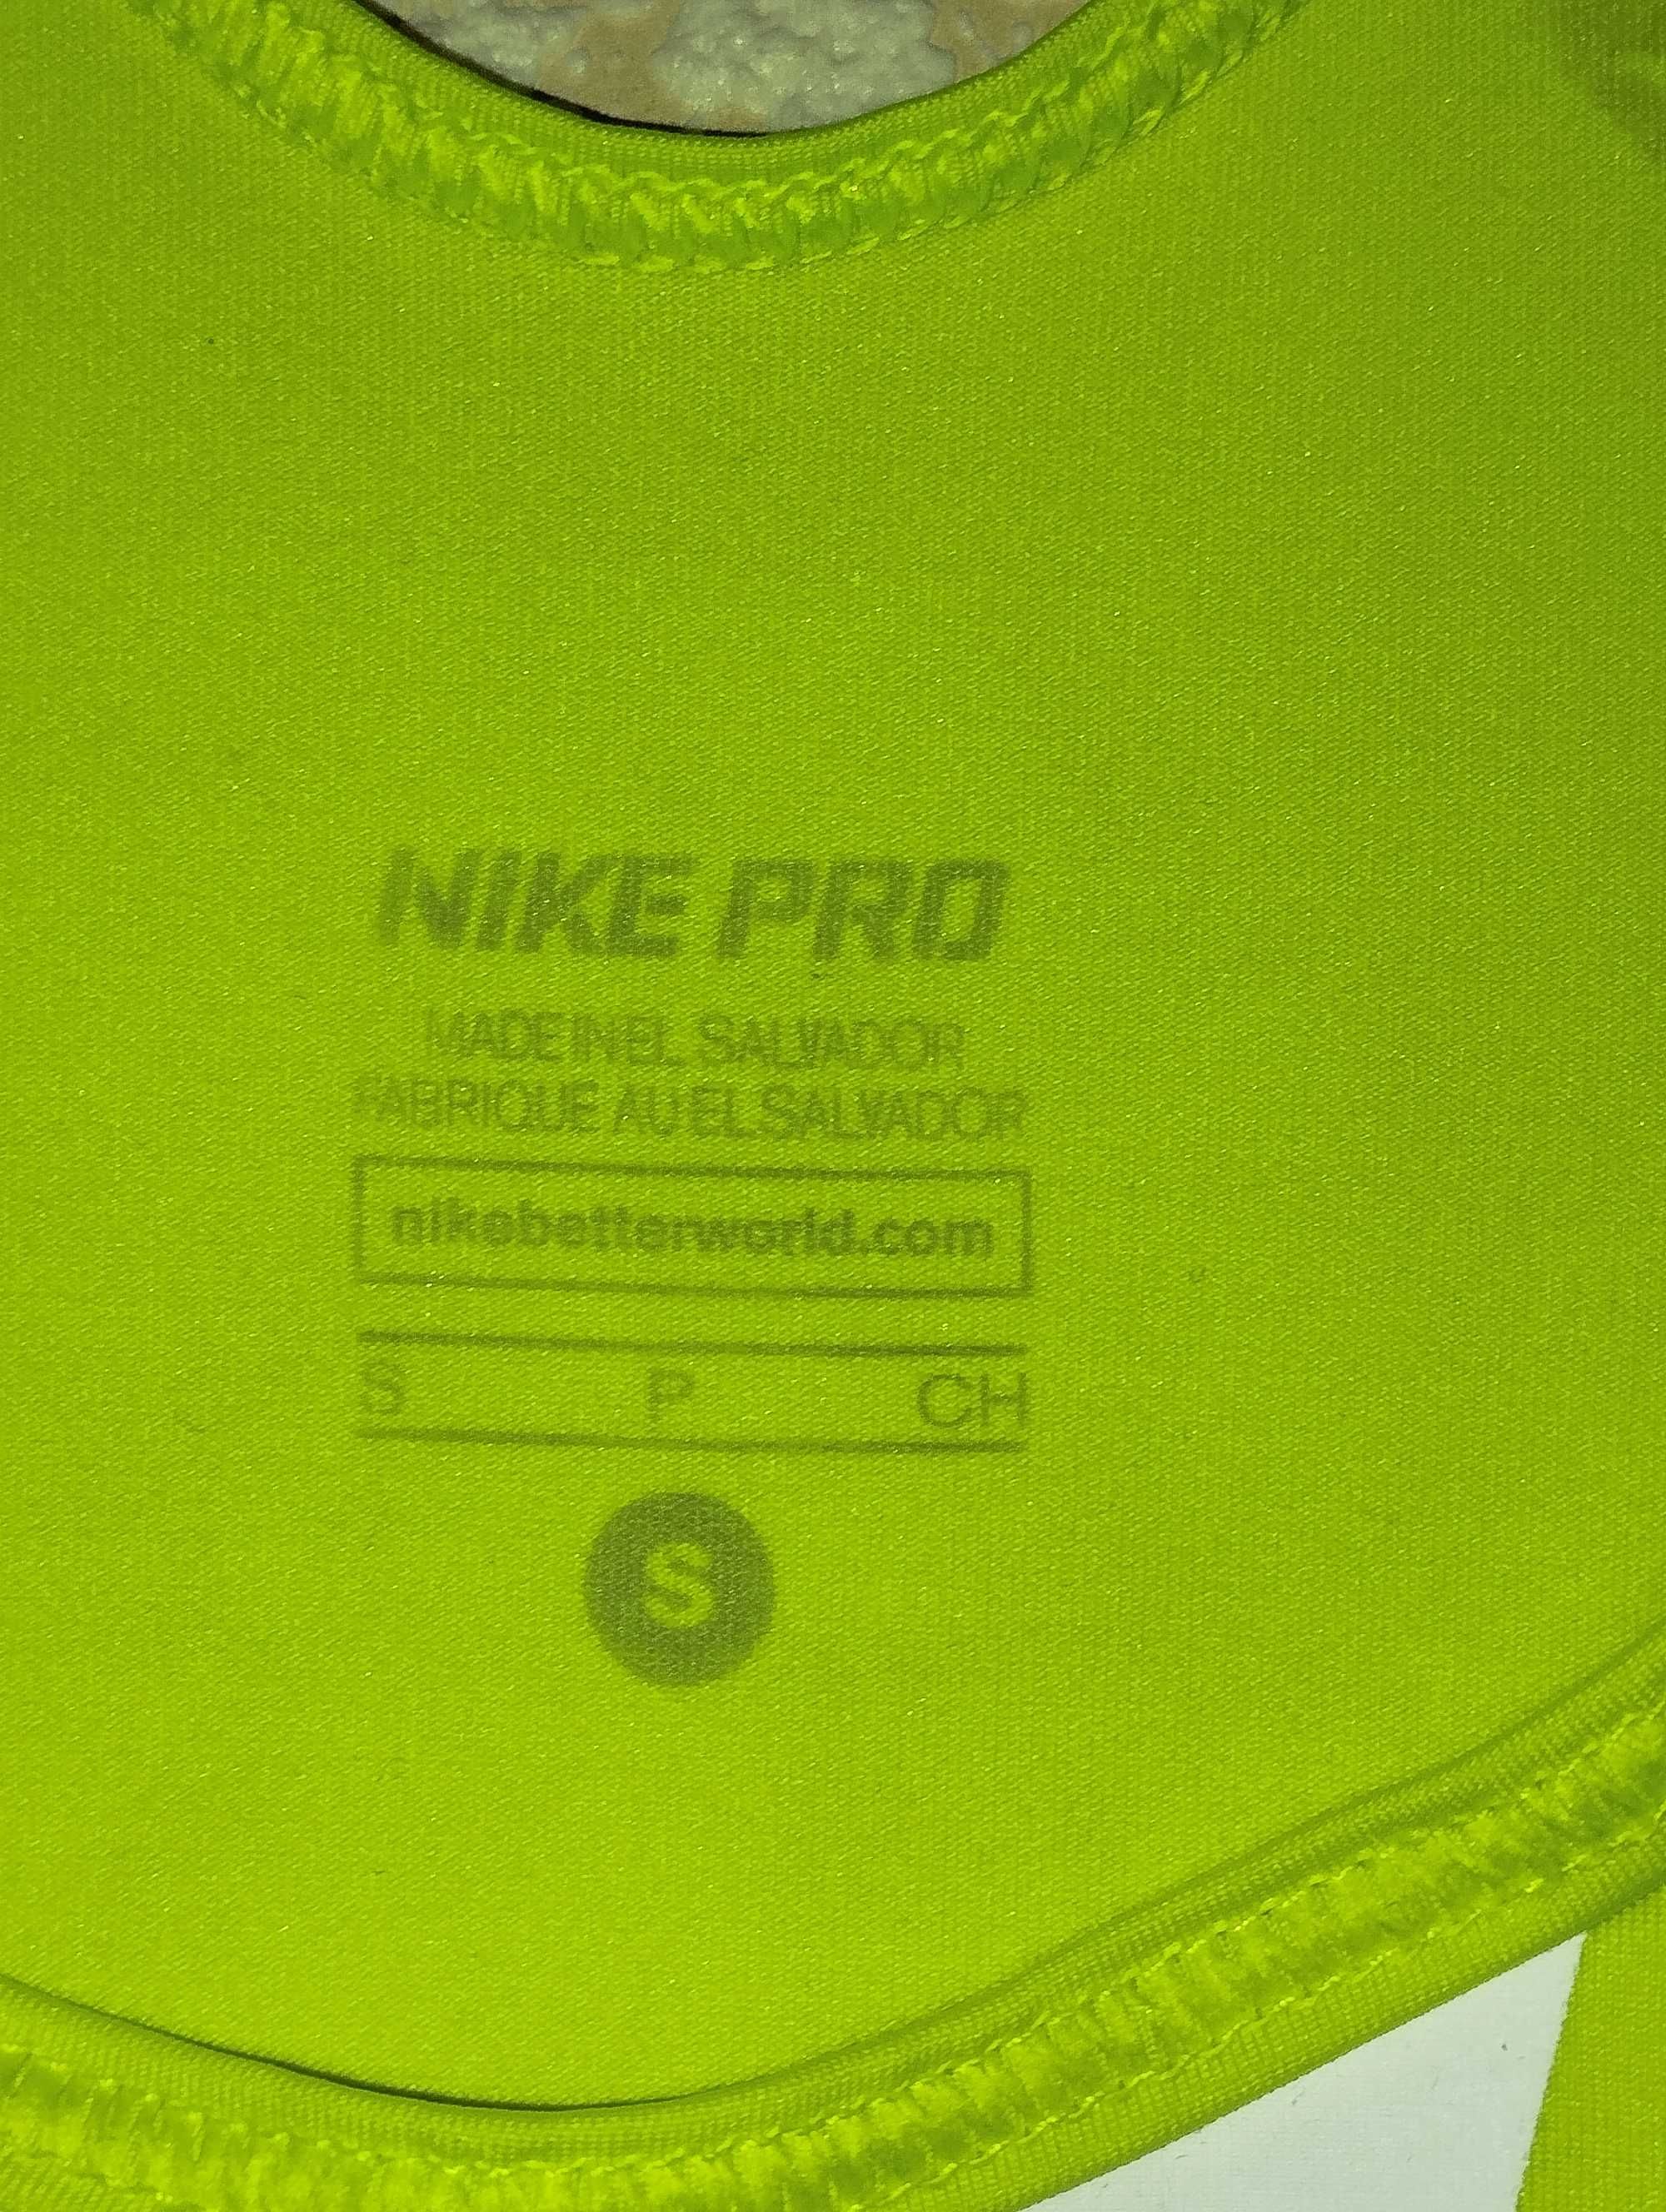 NIKE PRO
MADE IN EL SALVADOR
FABRIQUE AU EL SALVADOR
nikebetterworld.com
S P CH
S